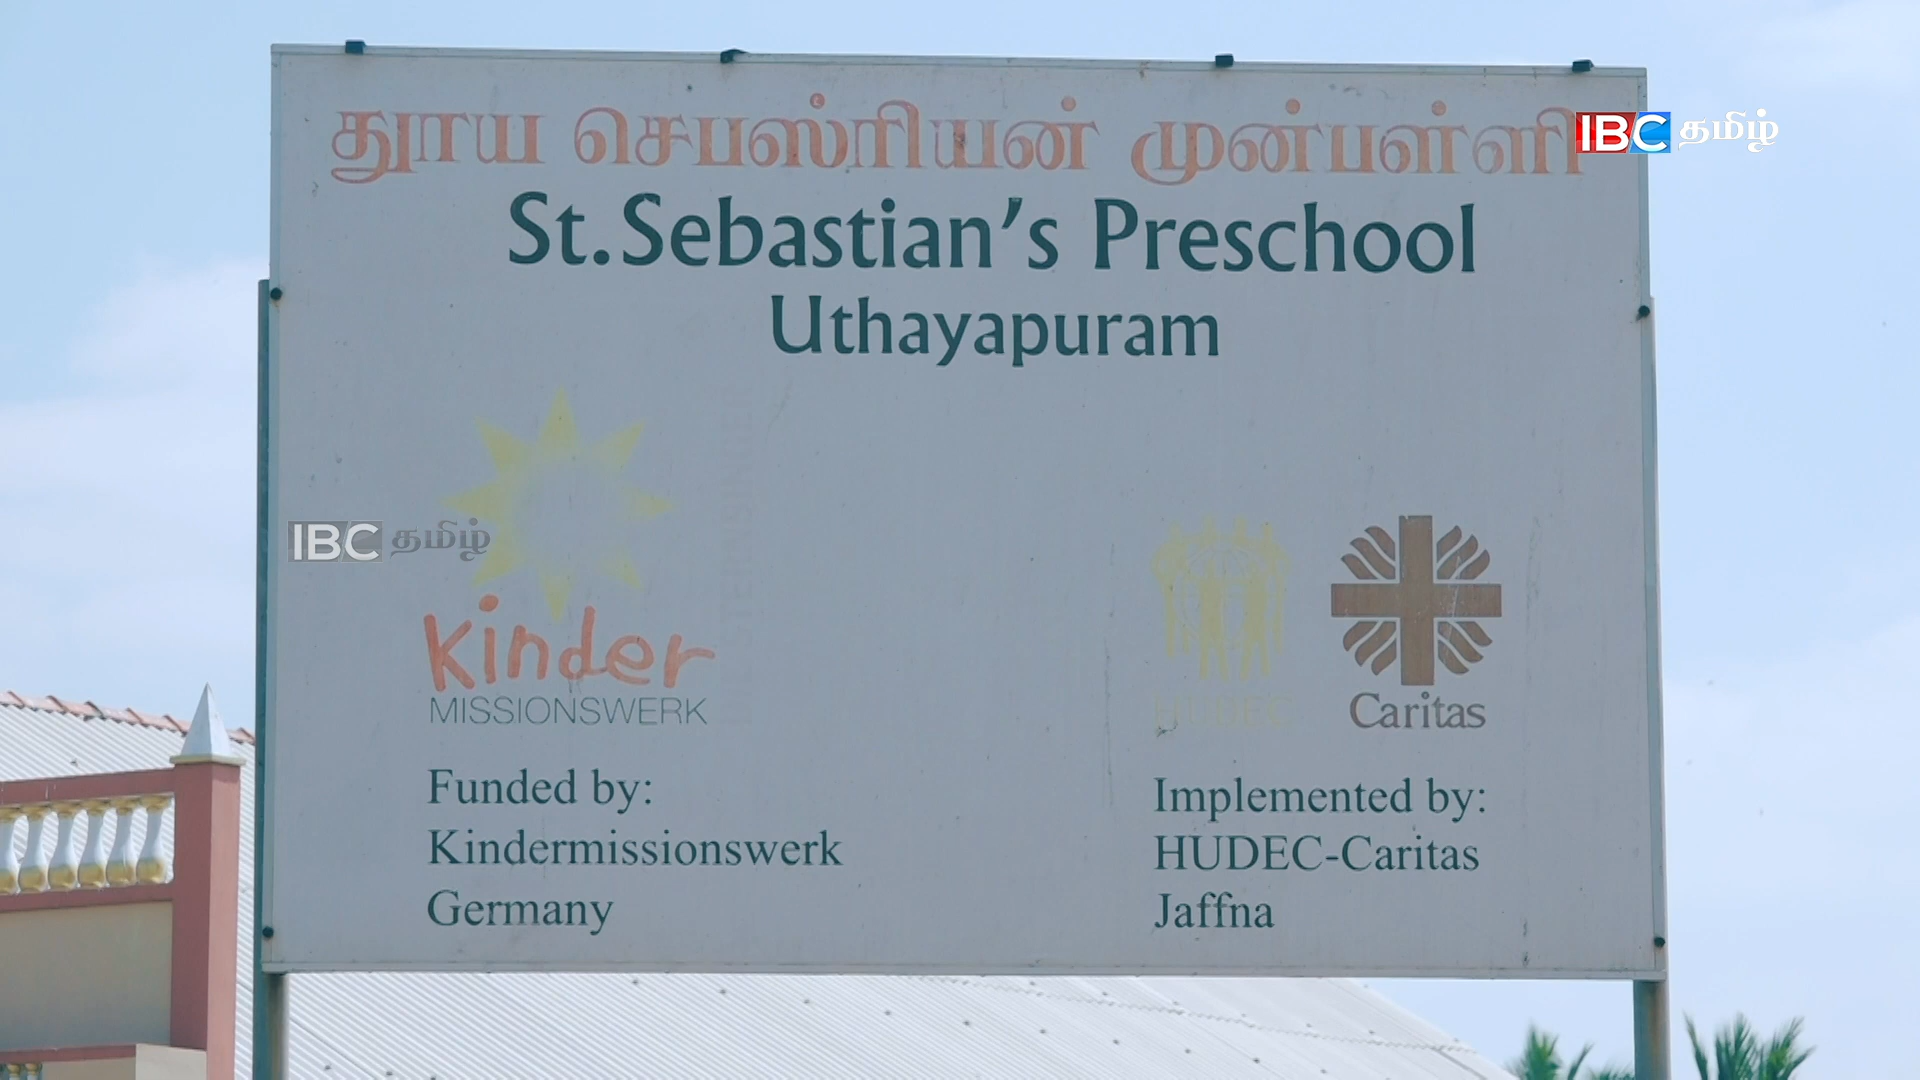 தூய செபஸ்ரியன் முன்பள்ளி
IBC தமிழ்
St. Sebastian's Preschool
Uthayapuram
IBC தமிழ்
Kinder
MISSIONSWERK
HUDEC
Caritas
Funded by:
Kindermissionswerk
Germany
Implemented by:
HUDEC-Caritas
Jaffna